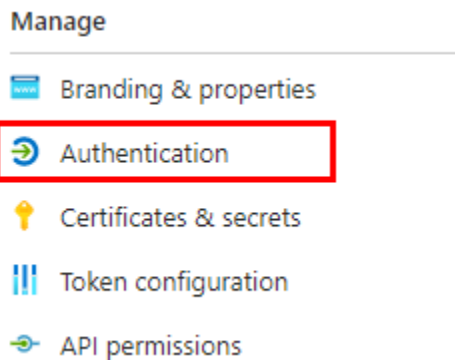 Manage
Branding & properties
Authentication
Certificates & secrets
Token configuration
API permissions